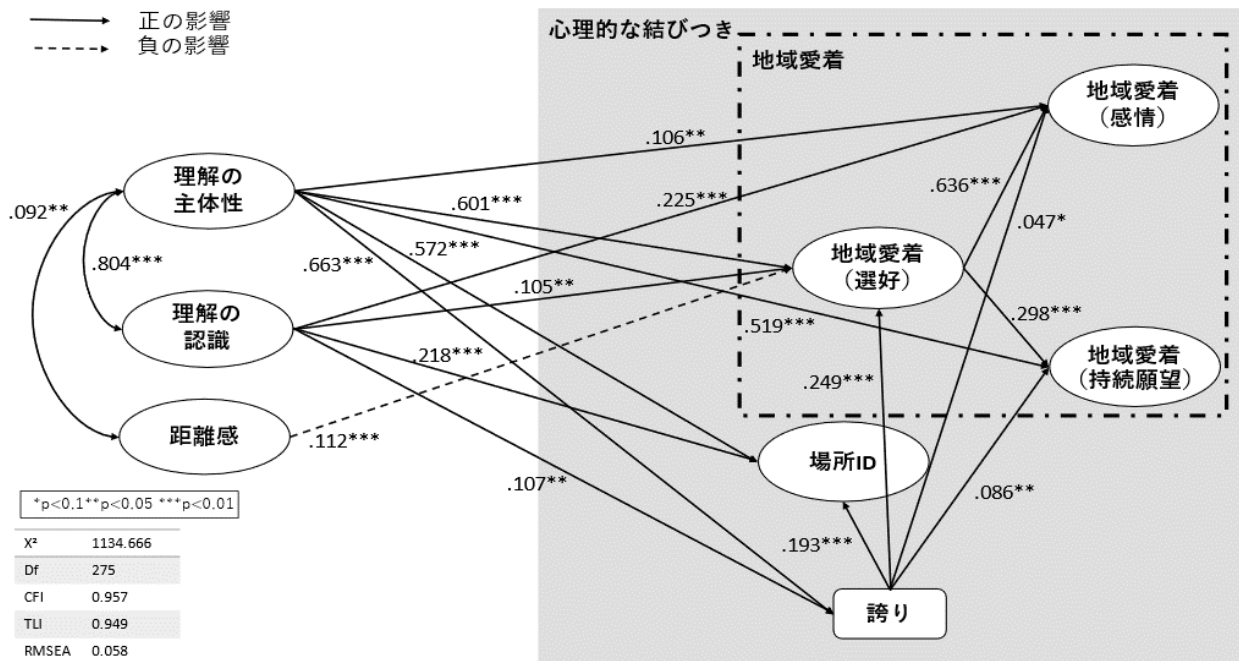 正の影響
負の影響
心理的な結びつき
地域愛着
地域愛着
（感情）
.106**
理解の
主体性
.092**
.225***
.636***
.601***
.047*
.804***
.572***
.663***
地域愛着
（選好）
.105**
理解の
認識
.519***
.298***
.218***
地域愛着
（持続願望）
.249***
距離感
.112***
場所ID
.107**
.086**
*p<0.1**p<0.05 ***p<0.01
.193***
X² 1134.666
Df 275
CFI 0.957
TLI 0.949
RMSEA 0.058
誇り